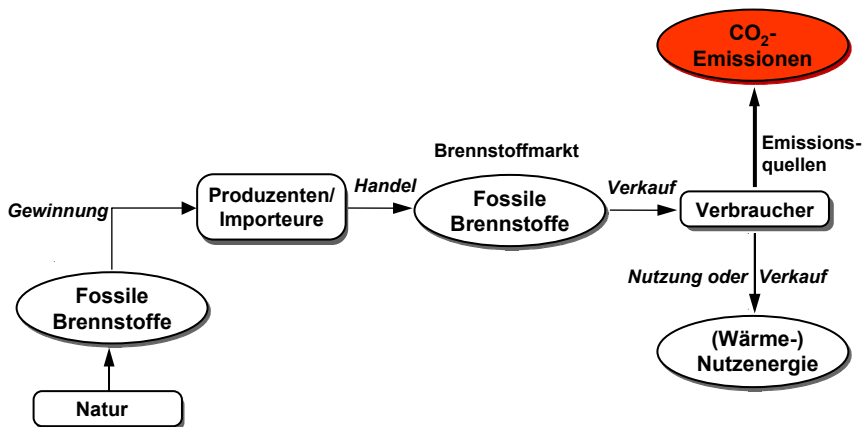 CO₂-
Emissionen
Emissions-
quellen
Brennstoffmarkt
Gewinnung
Produzenten/
Importeure
Handel
Fossile
Brennstoffe
Verkauf
Verbraucher
Nutzung oder Verkauf
Fossile
Brennstoffe
(Wärme-)
Nutzenergie
Natur